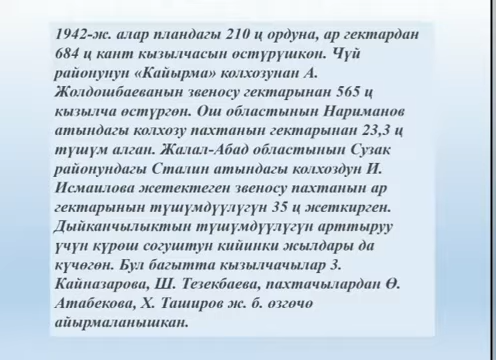 1942-ж. алар пландагы 210 ц ордуна, ар гектардан
684 ц кант кызылчасын өстүрүшкөн. Чүй
районунун «Кайырма» колхозунан А.
Жолдошбаеванын звеносу гектарынан 565 ц
кызылча өстүргөн. Ош областынын Нариманов
атындагы колхозу пахтанын гектарынан 23,3 ц
түшүм алган. Жалал-Абад областынын Сузак
районундагы Сталин атындагы колхоздун И.
Исмаилова жетектеген звеносу пахтанын ар
гектарынын түшүмдүүлүгүн 35 ц жеткирген.
Дыйканчылыктын түшүмдүүлүгүн арттыруу
үчүн күрөш согуштун кийинки жылдары да
күчөгөн. Бул багытта кызылчачылар З.
Кайназарова, Ш. Тезекбаева, пахтачылардан Ө.
Атабекова, Х. Таширов ж. б. өзгөчө
айырмаланышкан.